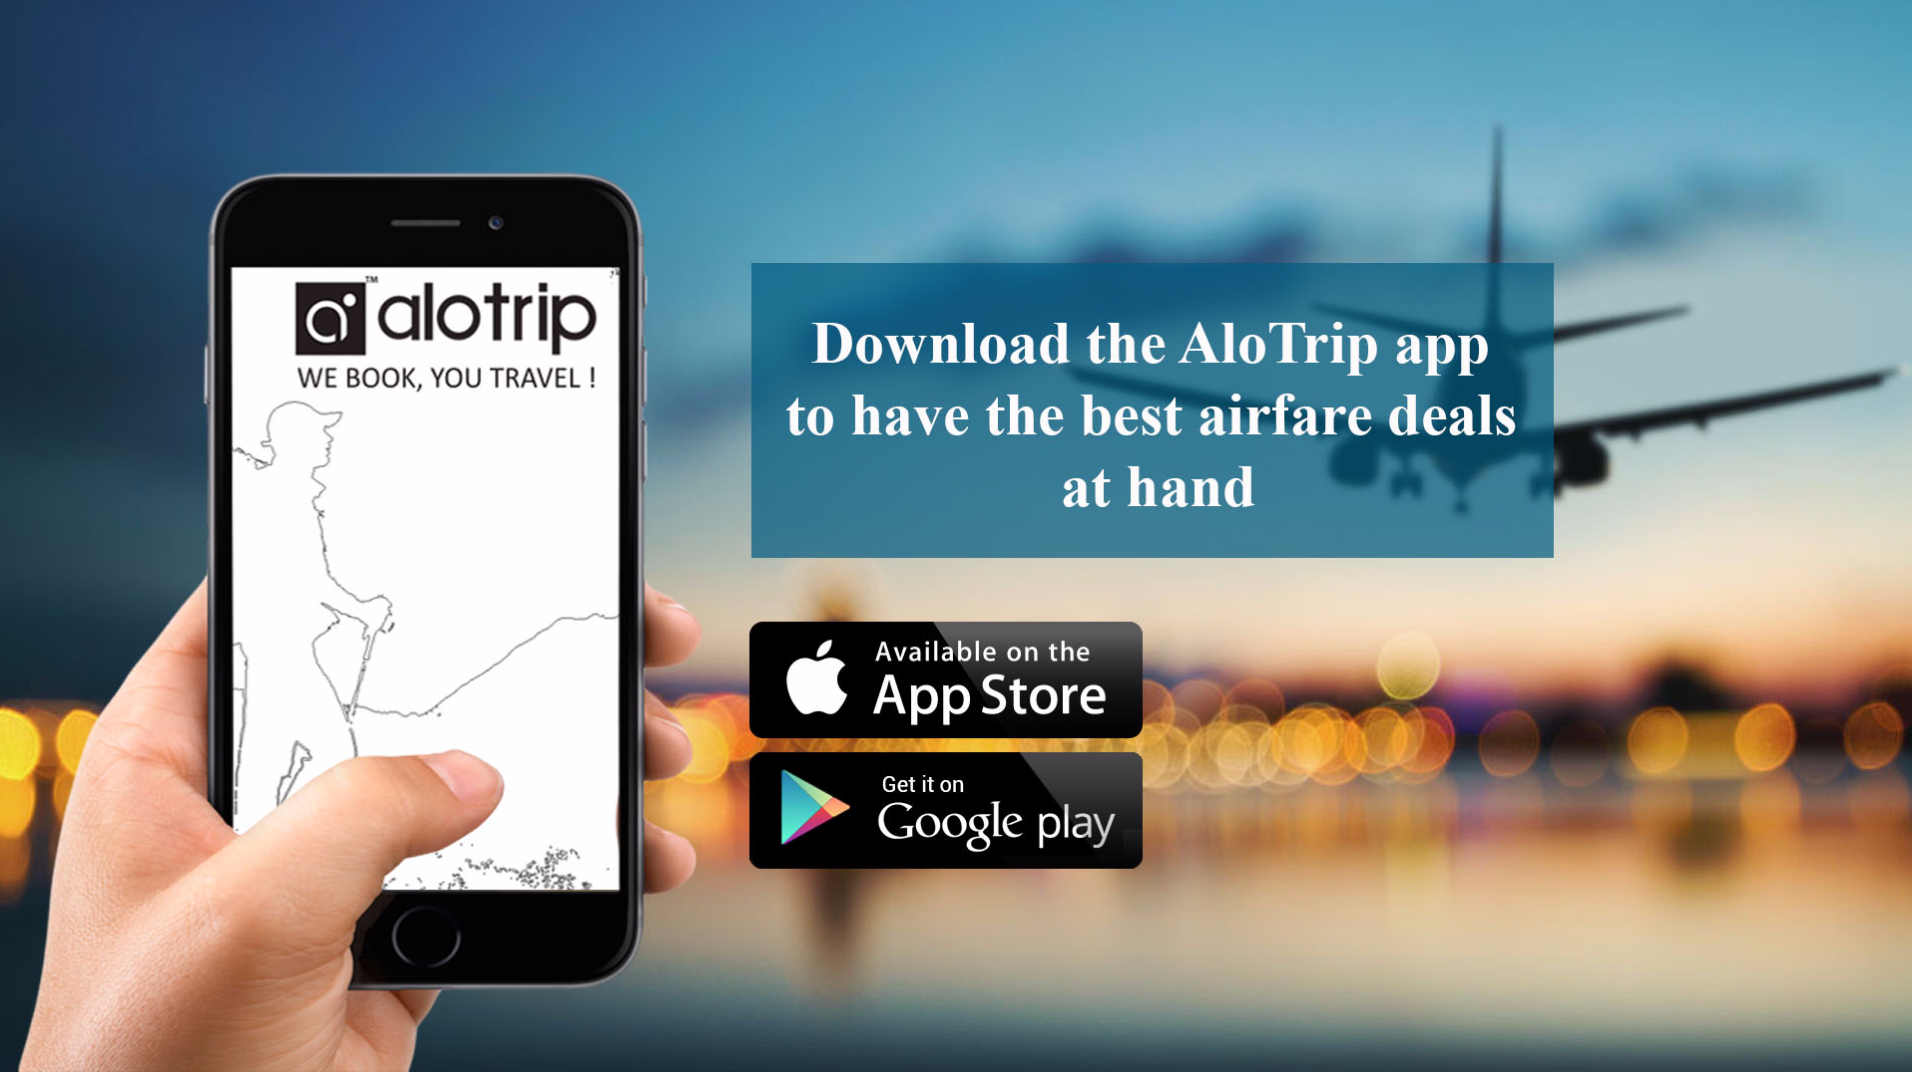 a alotrip™
WE BOOK, YOU TRAVEL !
Download the AloTrip app
to have the best airfare deals
at hand
Available on the
App Store
Get it on
Google play